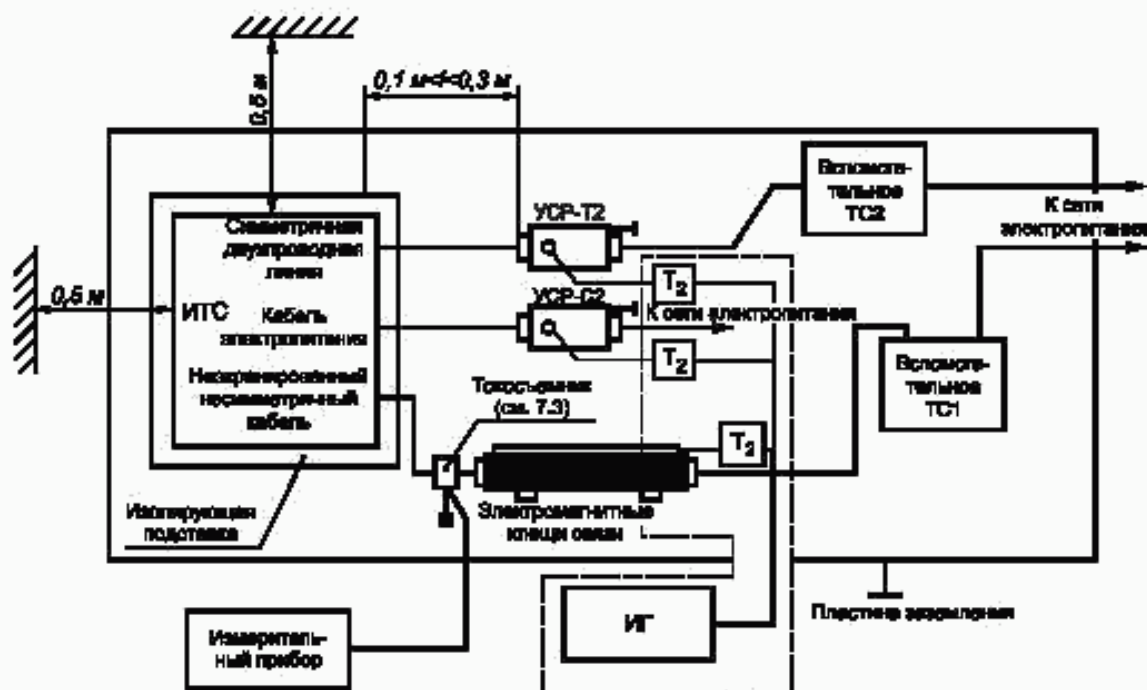 0,5 м
0,1 м<l<0,3 м
УСР-Т2
Вспомога-
тельное
ТС2
К сети
электропитания
Симметричная
двухпроводная
линия
T2
0,5 м
ИТС
УСР-С2
К сети электропитания
Кабель
электропитания
T2
Вспомога-
тельное
ТС1
Неэкранированный
несимметричный
кабель
Токосъемник
(см. 7.3)
T2
Изолирующая
подставка
Электромагнитные
клещи связи
Пластина заземления
ИГ
Измеритель-
ный прибор